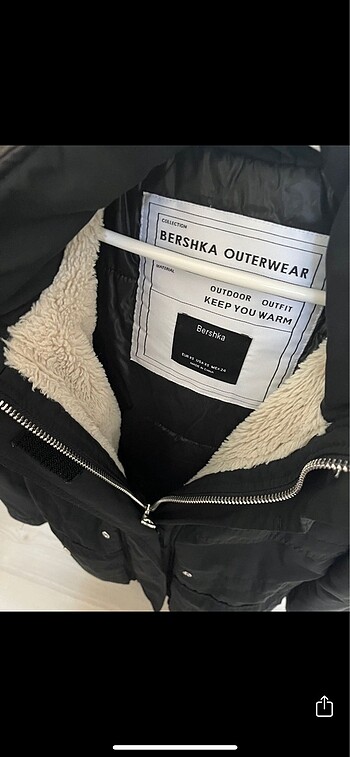 COLLECTION
BERSHKA OUTERWEAR
MATERIAL
OUTDOOR OUTFIT
KEEP YOU WARM
Bershka